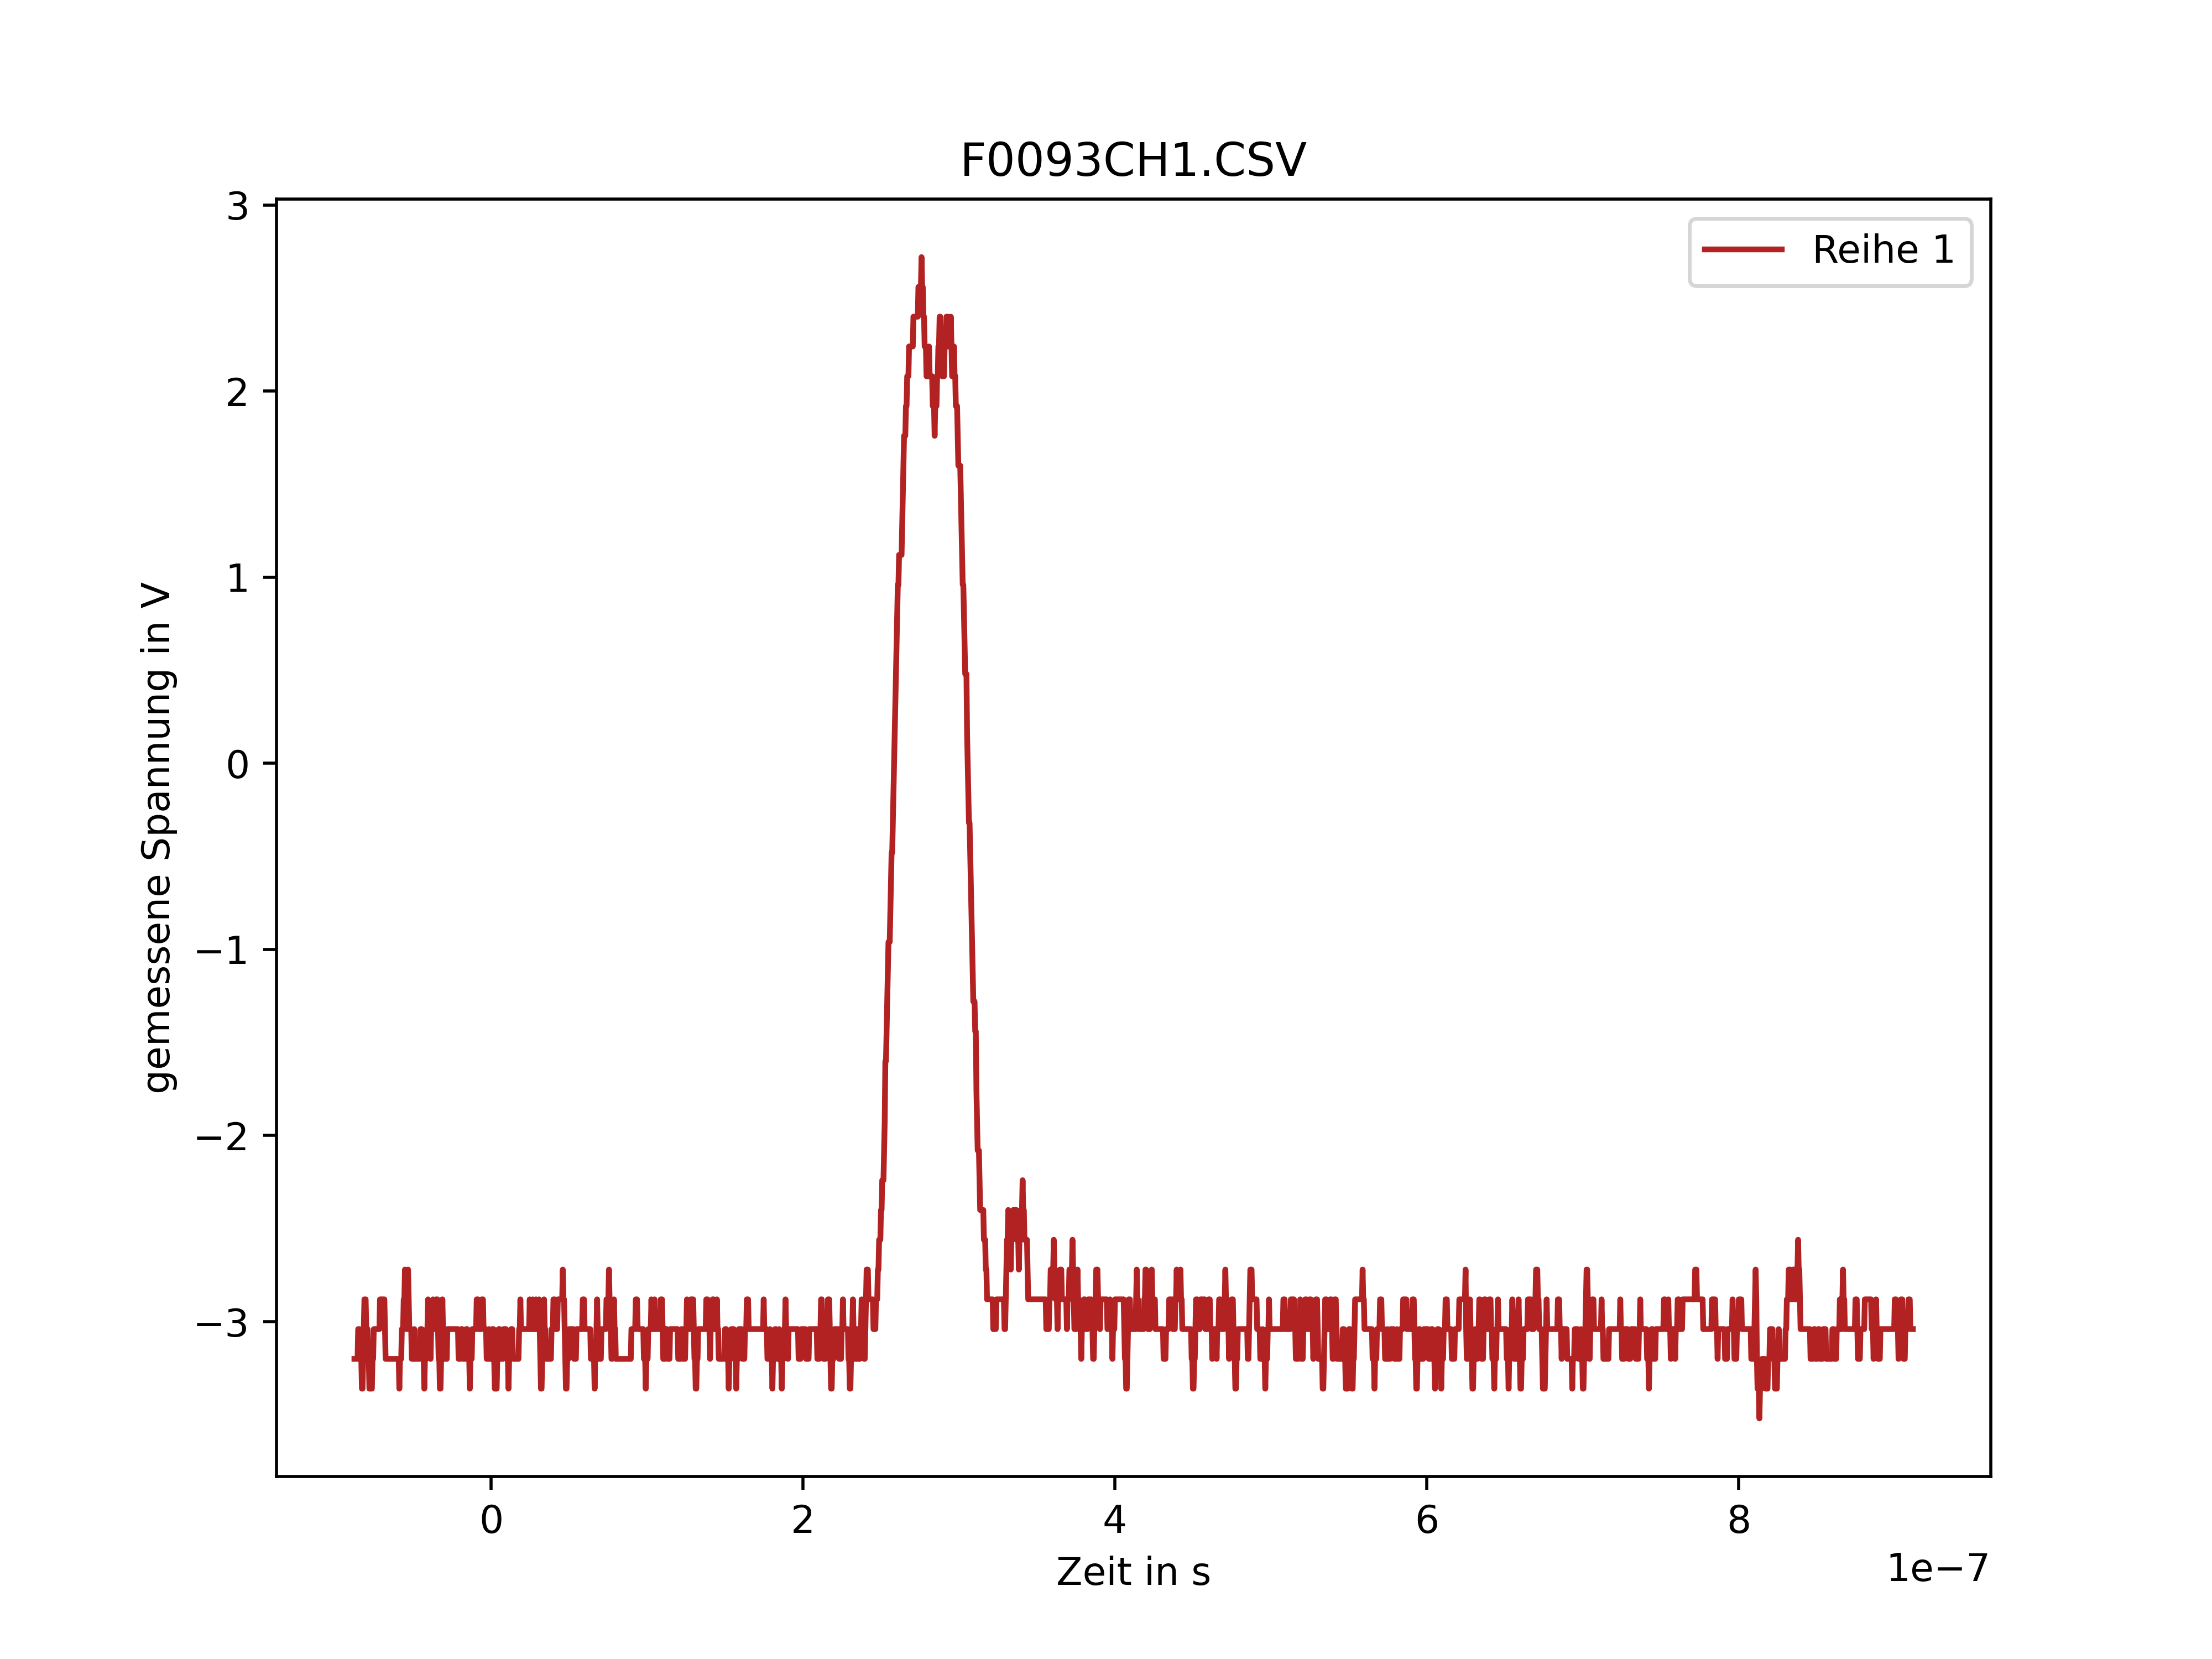 F0093CH1.CSV
Reihe 1
gemessene Spannung in V
3
2
1
0
−1
−2
−3
0 2 4 6 8
Zeit in s
1e−7